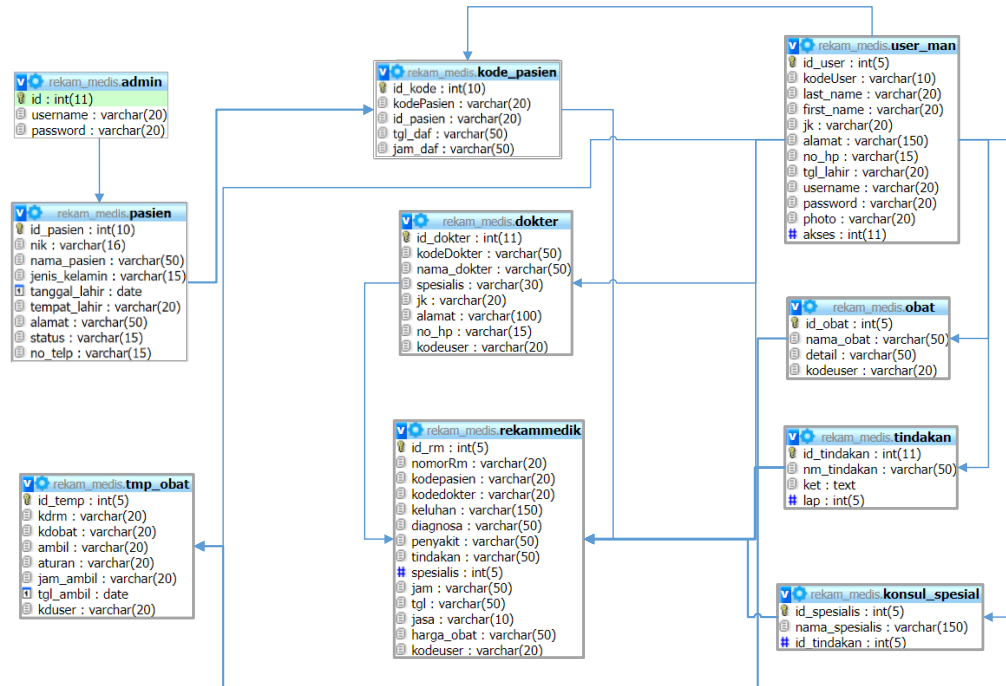 rekam_medis.admin
id : int(11)
username : varchar(20)
password : varchar(20)
rekam_medis.kode_pasien
id_kode : int(10)
kodePasien : varchar(20)
id_pasien : varchar(20)
tgl_daf : varchar(50)
jam_daf : varchar(50)
rekam_medis.user_man
id_user : int(5)
kodeUser : varchar(10)
last_name : varchar(20)
first_name : varchar(20)
jk : varchar(20)
alamat : varchar(150)
no_hp : varchar(15)
tgl_lahir : varchar(20)
username : varchar(20)
password : varchar(20)
photo : varchar(20)
# akses : int(11)
rekam_medis.pasien
id_pasien : int(10)
nik : varchar(16)
nama_pasien : varchar(50)
jenis_kelamin : varchar(15)
tanggal_lahir : date
tempat_lahir : varchar(20)
alamat : varchar(50)
status : varchar(15)
no_telp : varchar(15)
rekam_medis.dokter
id_dokter : int(11)
kodeDokter : varchar(50)
nama_dokter : varchar(50)
spesialis : varchar(30)
jk : varchar(20)
alamat : varchar(100)
no_hp : varchar(15)
kodeuser : varchar(20)
rekam_medis.obat
id_obat : int(5)
nama_obat : varchar(50)
detail : varchar(50)
kodeuser : varchar(20)
rekam_medis.tmp_obat
id_temp : int(5)
kdrm : varchar(20)
kdobat : varchar(20)
ambil : varchar(20)
aturan : varchar(20)
jam_ambil : varchar(20)
tgl_ambil : date
kduser : varchar(20)
rekam_medis.rekammedik
id_rm : int(5)
nomorRm : varchar(20)
kodepasien : varchar(20)
kodedokter : varchar(20)
keluhan : varchar(150)
diagnosa : varchar(50)
penyakit : varchar(50)
tindakan : varchar(50)
# spesialis : int(5)
jam : varchar(50)
tgl : varchar(50)
jasa : varchar(10)
harga_obat : varchar(50)
kodeuser : varchar(20)
rekam_medis.tindakan
id_tindakan : int(11)
nm_tindakan : varchar(50)
ket : text
# lap : int(5)
rekam_medis.konsul_spesial
id_spesialis : int(5)
nama_spesialis : varchar(150)
# id_tindakan : int(5)